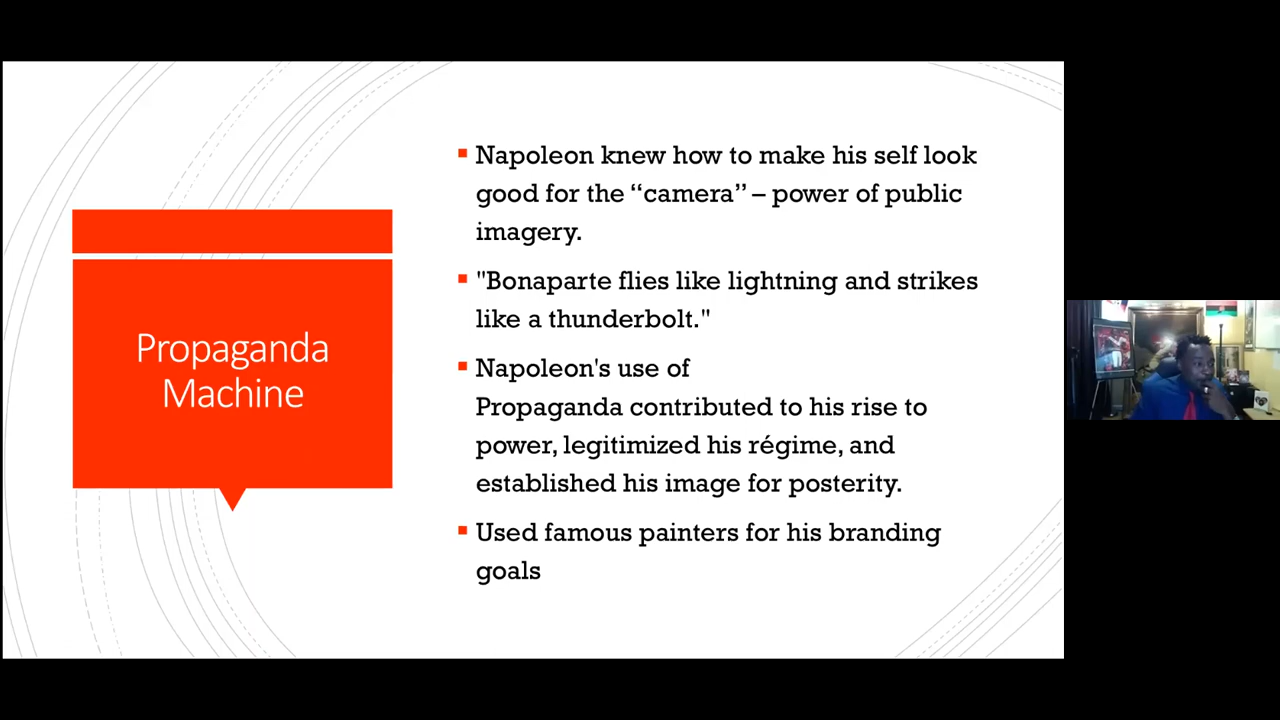 Propaganda
Machine
Napoleon knew how to make his self look
good for the “camera” – power of public
imagery.
"Bonaparte flies like lightning and strikes
like a thunderbolt."
Napoleon's use of
Propaganda contributed to his rise to
power, legitimized his régime, and
established his image for posterity.
Used famous painters for his branding
goals